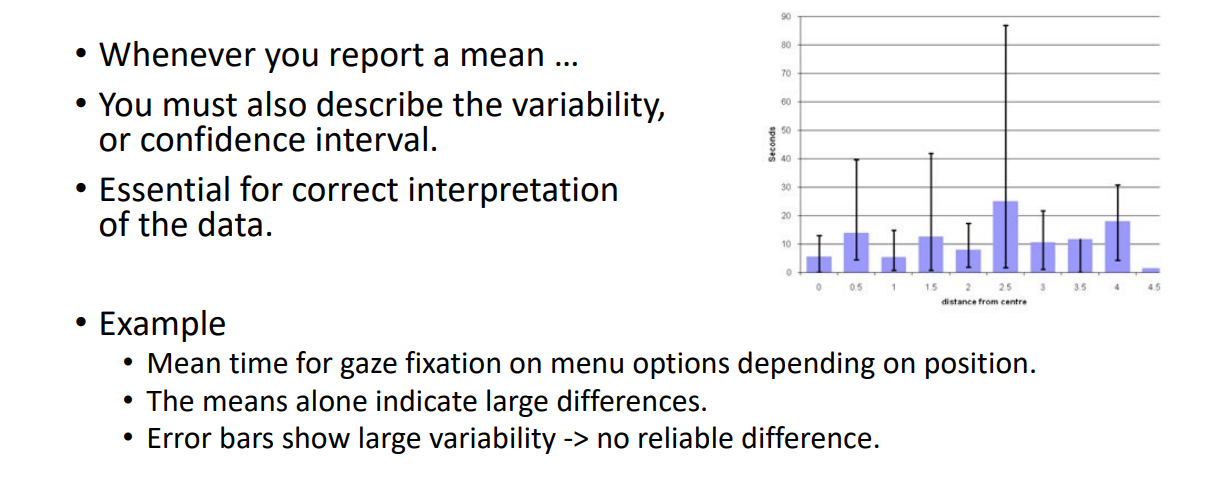 • Whenever you report a mean ...
• You must also describe the variability,
or confidence interval.
• Essential for correct interpretation
of the data.
• Example
• Mean time for gaze fixation on menu options depending on position.
• The means alone indicate large differences.
• Error bars show large variability -> no reliable difference.
90
80
70
60
50
40
30
20
10
0
Seconds
0 0.5 1 1.5 2 2.5 3 3.5 4 4.5
distance from centre